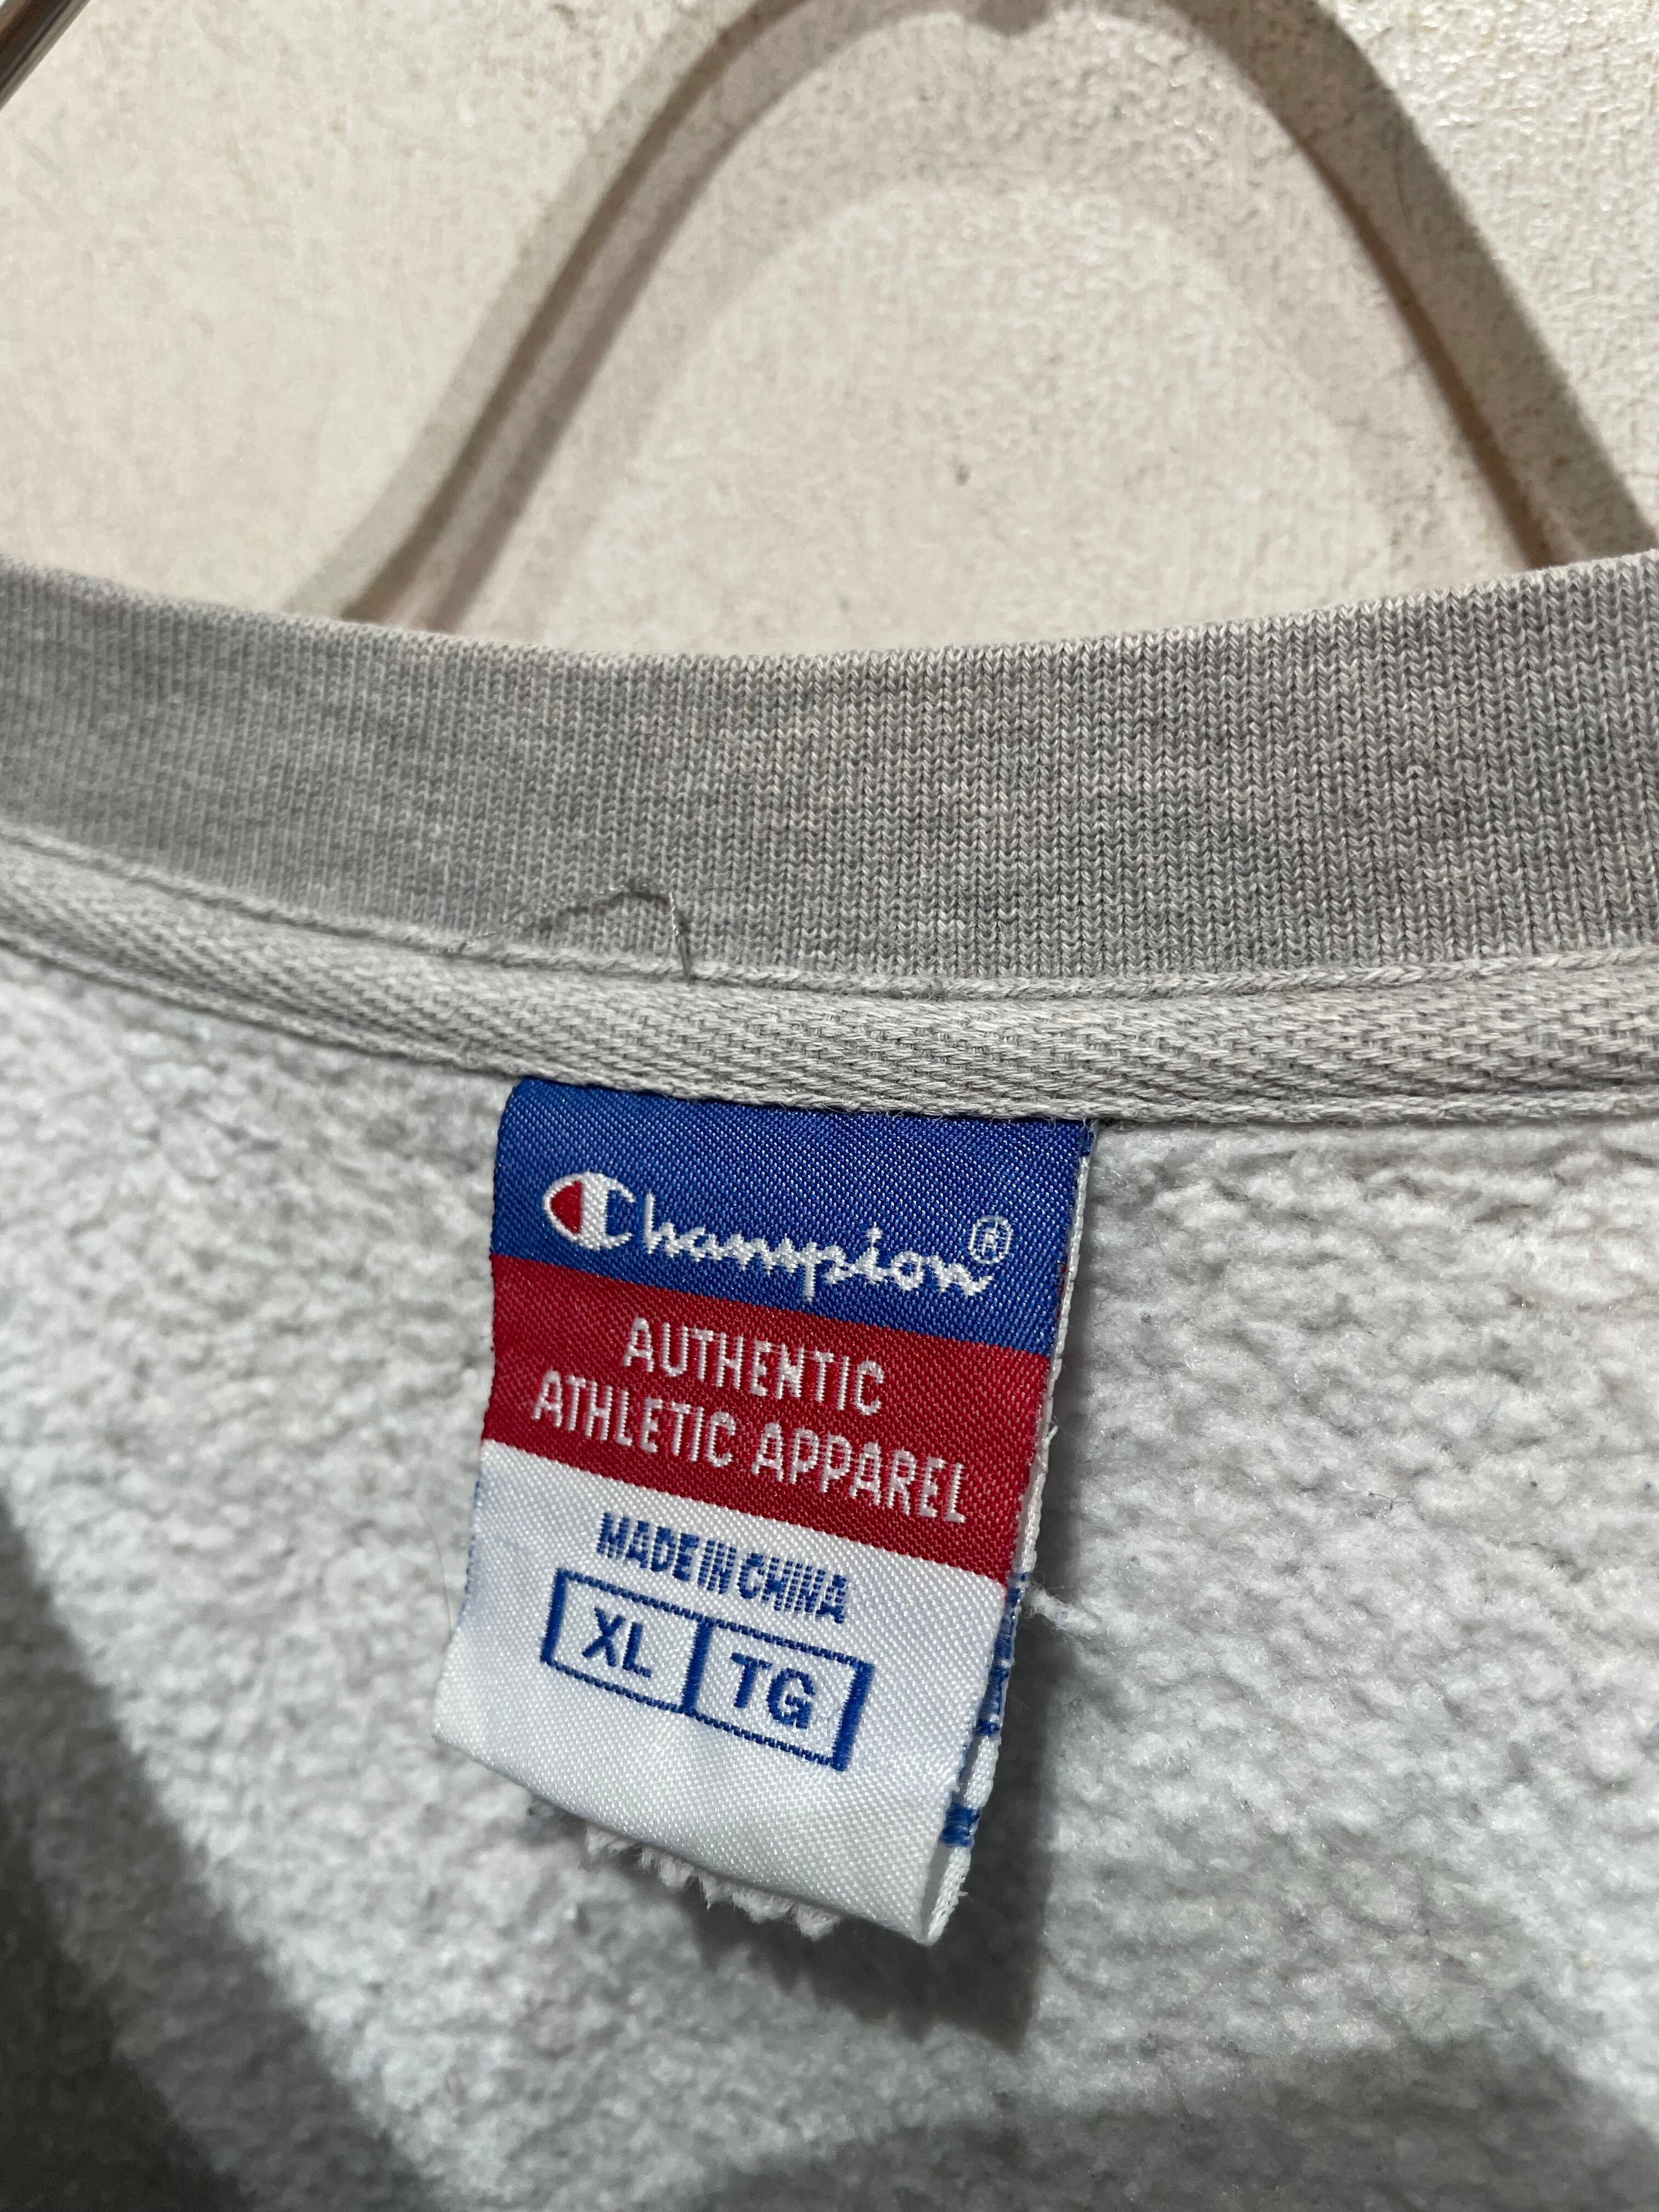 Champion®
AUTHENTIC
ATHLETIC APPAREL
MADE IN CHINA
XL TG